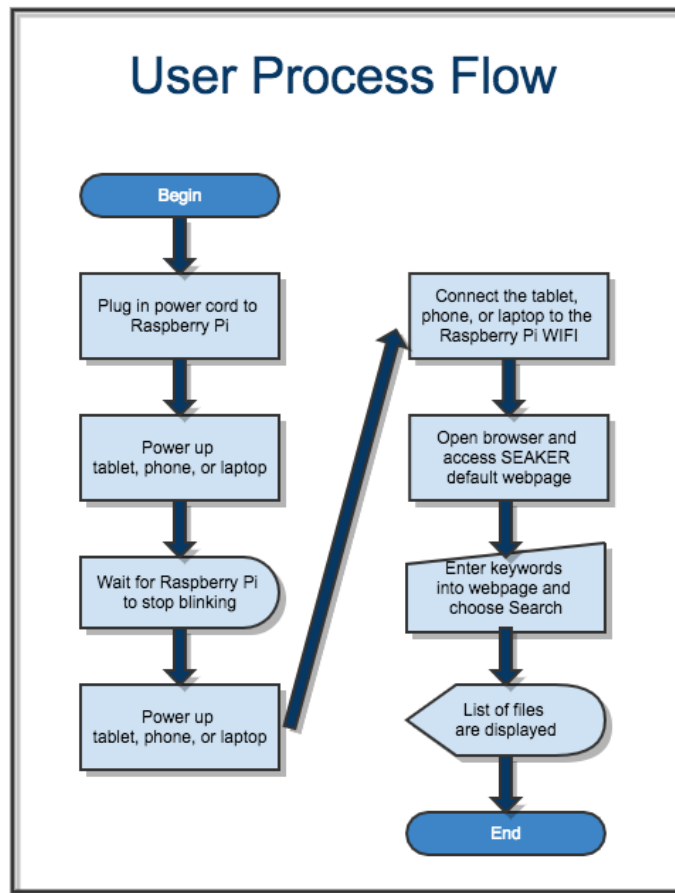 User Process Flow
Begin
Plug in power cord to
Raspberry Pi
Power up
tablet, phone, or laptop
Wait for Raspberry Pi
to stop blinking
Power up
tablet, phone, or laptop
Connect the tablet,
phone, or laptop to the
Raspberry Pi WIFI
Open browser and
access SEAKER
default webpage
Enter keywords
into webpage and
choose Search
List of files
are displayed
End